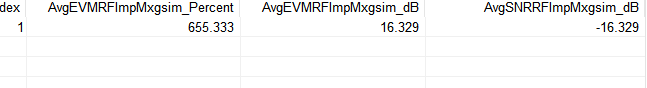 dex AvgEVMRFImpMxgsim_Percent AvgEVMRFImpMxgsim_dB AvgSNRRFImpMxgsim_dB
1 655.333 16.329 -16.329